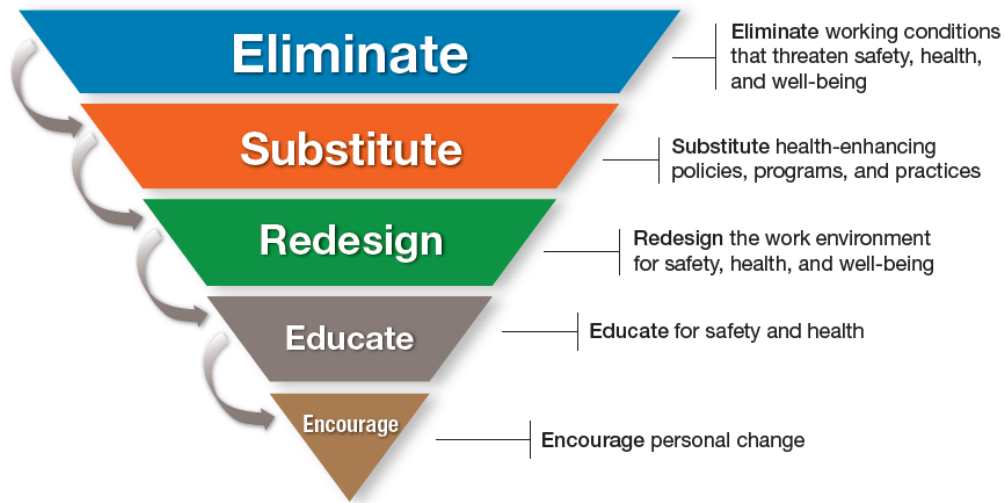 Eliminate
Eliminate working conditions
that threaten safety, health,
and well-being
Substitute
Substitute health-enhancing
policies, programs, and practices
Redesign
Redesign the work environment
for safety, health, and well-being
Educate
Educate for safety and health
Encourage
Encourage personal change